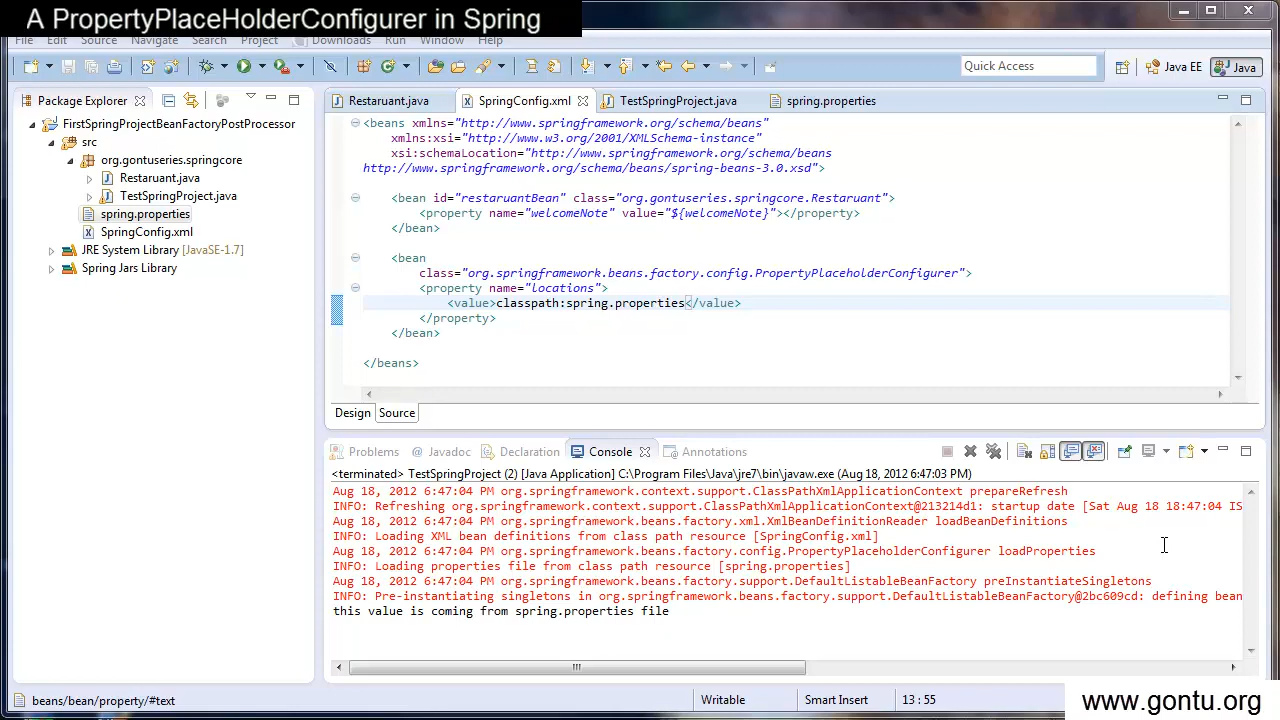 A PropertyPlaceHolderConfigurer in Spring
File Edit Source Navigate Search Project Downloads Run Window Help
Quick Access
Java EE
Java
Package Explorer
FirstSpringProjectBeanFactoryPostProcessor
src
org.gontuseries.springcore
Restaruant.java
TestSpringProject.java
spring.properties
SpringConfig.xml
JRE System Library [JavaSE-1.7]
Spring Jars Library
Restaruant.java SpringConfig.xml TestSpringProject.java spring.properties
<beans xmlns="http://www.springframework.org/schema/beans"
xmlns:xsi="http://www.w3.org/2001/XMLSchema-instance"
xsi:schemaLocation="http://www.springframework.org/schema/beans
http://www.springframework.org/schema/beans/spring-beans-3.0.xsd">
<bean id="restaruantBean" class="org.gontuseries.springcore.Restaruant">
<property name="welcomeNote" value="${welcomeNote}"></property>
</bean>
<bean
class="org.springframework.beans.factory.config.PropertyPlaceholderConfigurer">
<property name="locations">
<value>classpath:spring.properties</value>
</property>
</bean>
</beans>
Design Source
Problems Javadoc Declaration Console Annotations
<terminated> TestSpringProject (2) [Java Application] C:\Program Files\Java\jre7\bin\javaw.exe (Aug 18, 2012 6:47:03 PM)
Aug 18, 2012 6:47:04 PM org.springframework.context.support.ClassPathXmlApplicationContext prepareRefresh
INFO: Refreshing org.springframework.context.support.ClassPathXmlApplicationContext@213214d1: startup date [Sat Aug 18 18:47:04 IS
Aug 18, 2012 6:47:04 PM org.springframework.beans.factory.xml.XmlBeanDefinitionReader loadBeanDefinitions
INFO: Loading XML bean definitions from class path resource [SpringConfig.xml]
Aug 18, 2012 6:47:04 PM org.springframework.beans.factory.config.PropertyPlaceholderConfigurer loadProperties
INFO: Loading properties file from class path resource [spring.properties]
Aug 18, 2012 6:47:04 PM org.springframework.beans.factory.support.DefaultListableBeanFactory preInstantiateSingletons
INFO: Pre-instantiating singletons in org.springframework.beans.factory.support.DefaultListableBeanFactory@2bc609cd: defining bean
this value is coming from spring.properties file
beans/bean/property/#text
Writable
Smart Insert
13 : 55
www.gontu.org